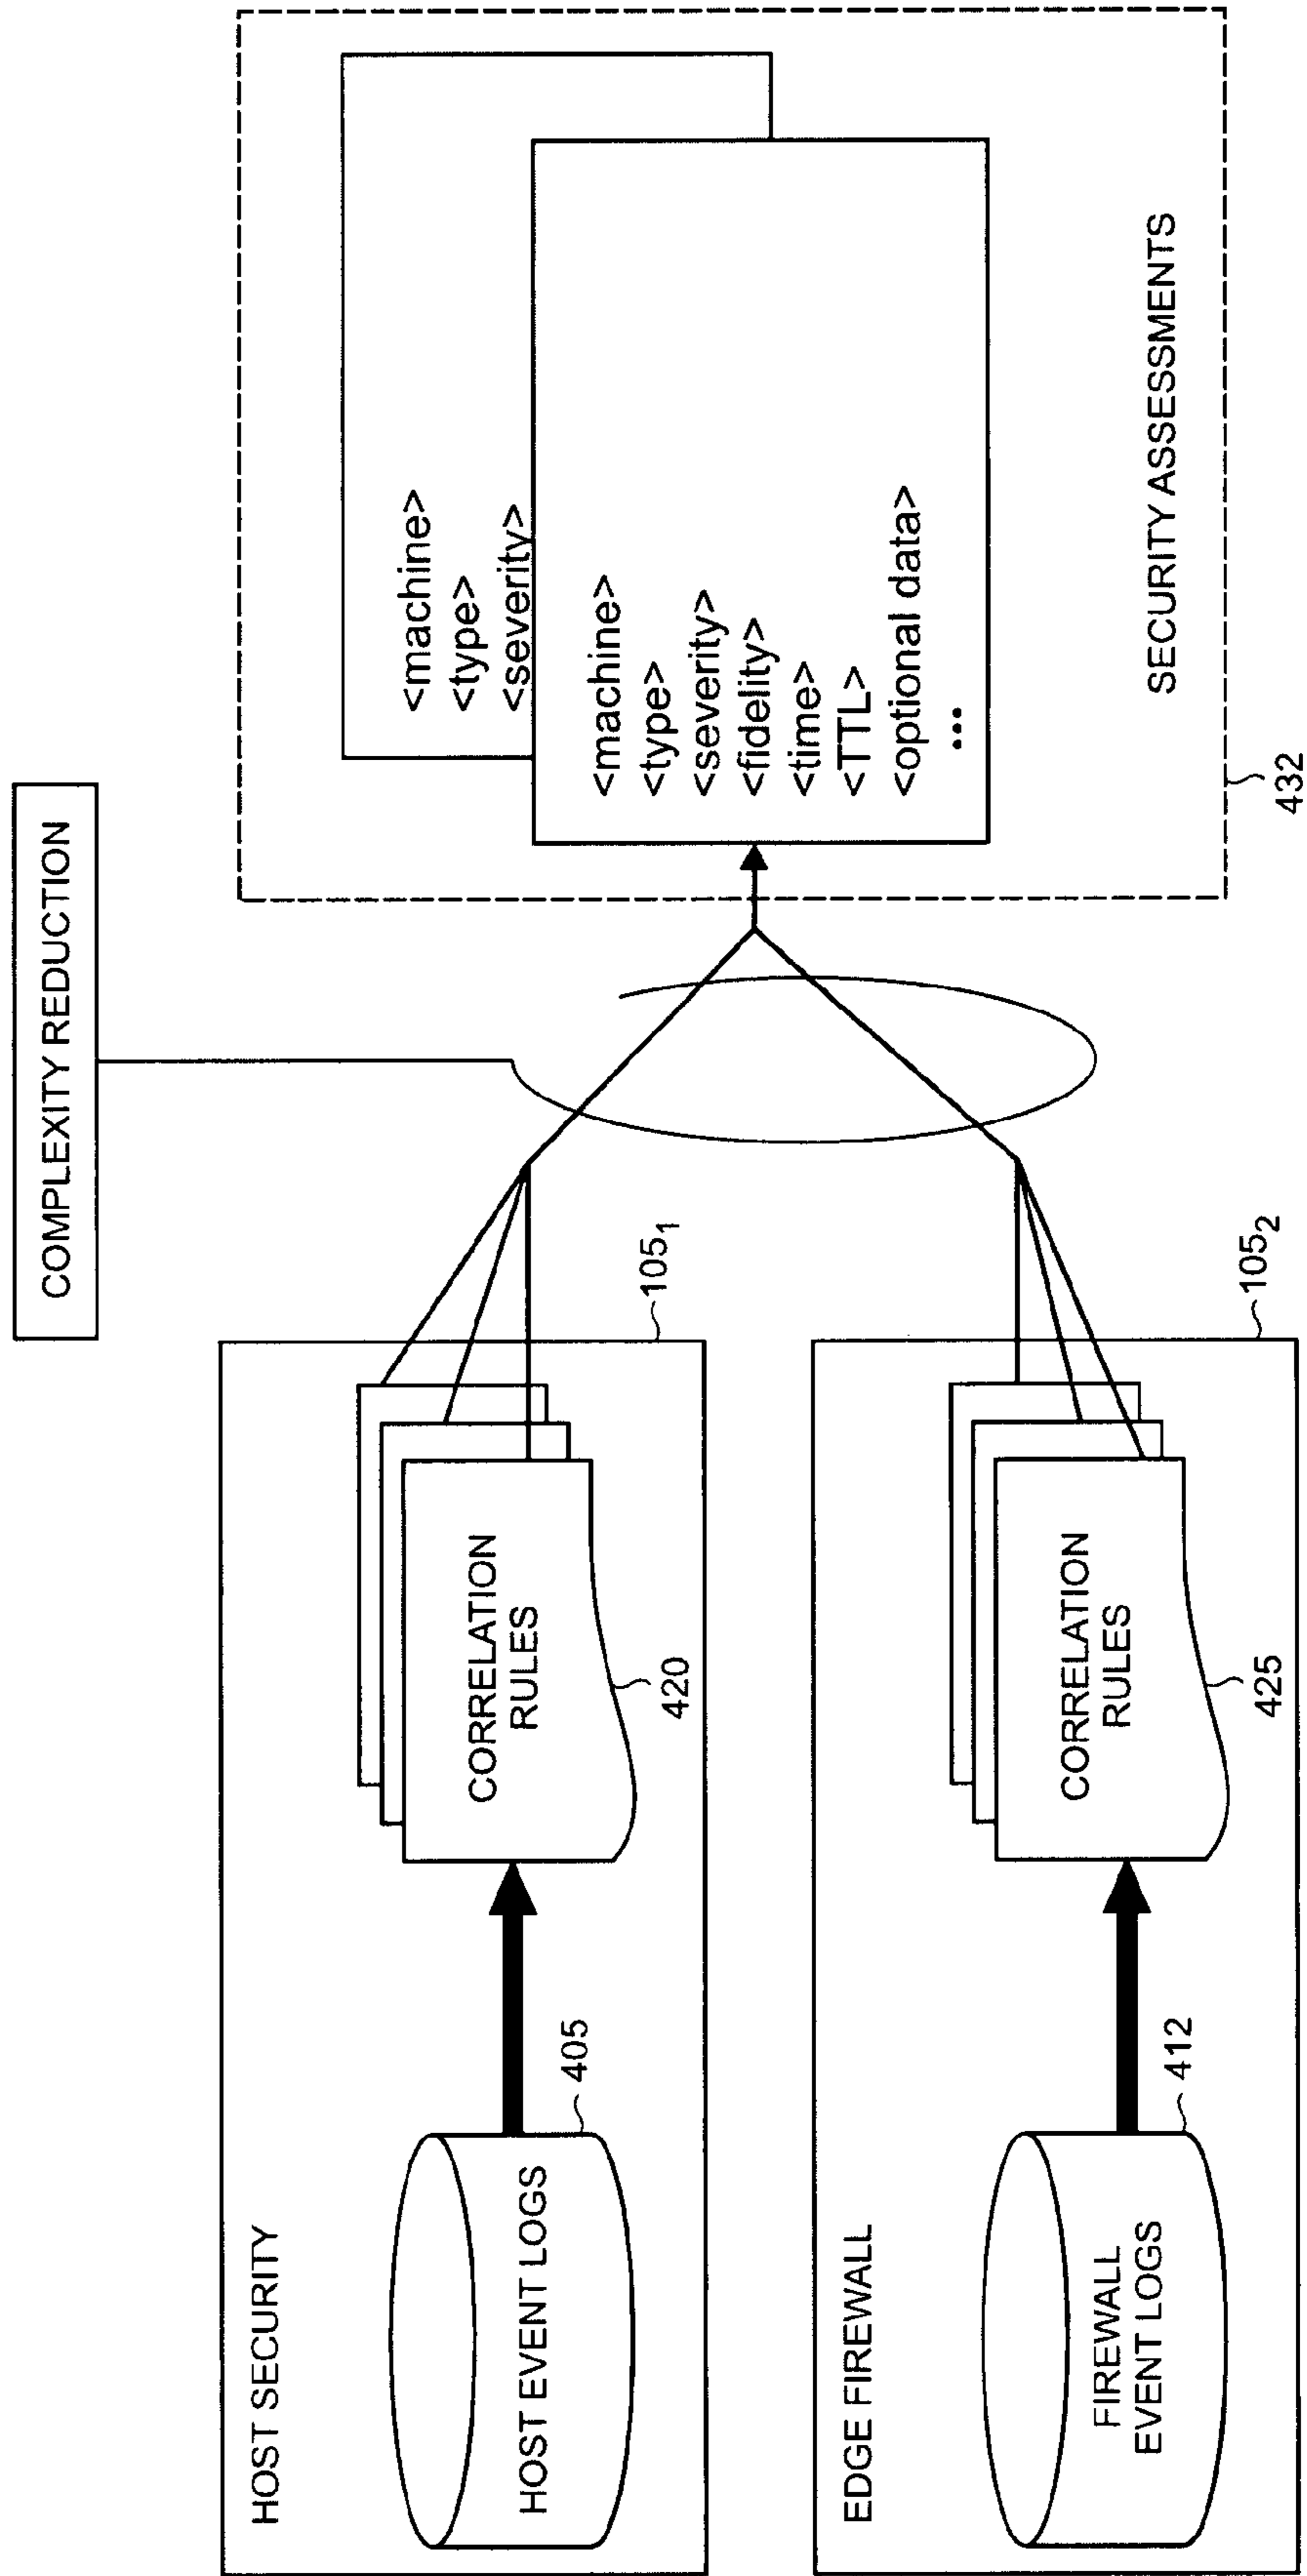 COMPLEXITY REDUCTION
HOST SECURITY
HOST EVENT LOGS
405
CORRELATION
RULES
420
105₁
EDGE FIREWALL
FIREWALL
EVENT LOGS
412
CORRELATION
RULES
425
105₂
<machine>
<type>
<severity>
<machine>
<type>
<severity>
<fidelity>
<time>
<TTL>
<optional data>
...
SECURITY ASSESSMENTS
432